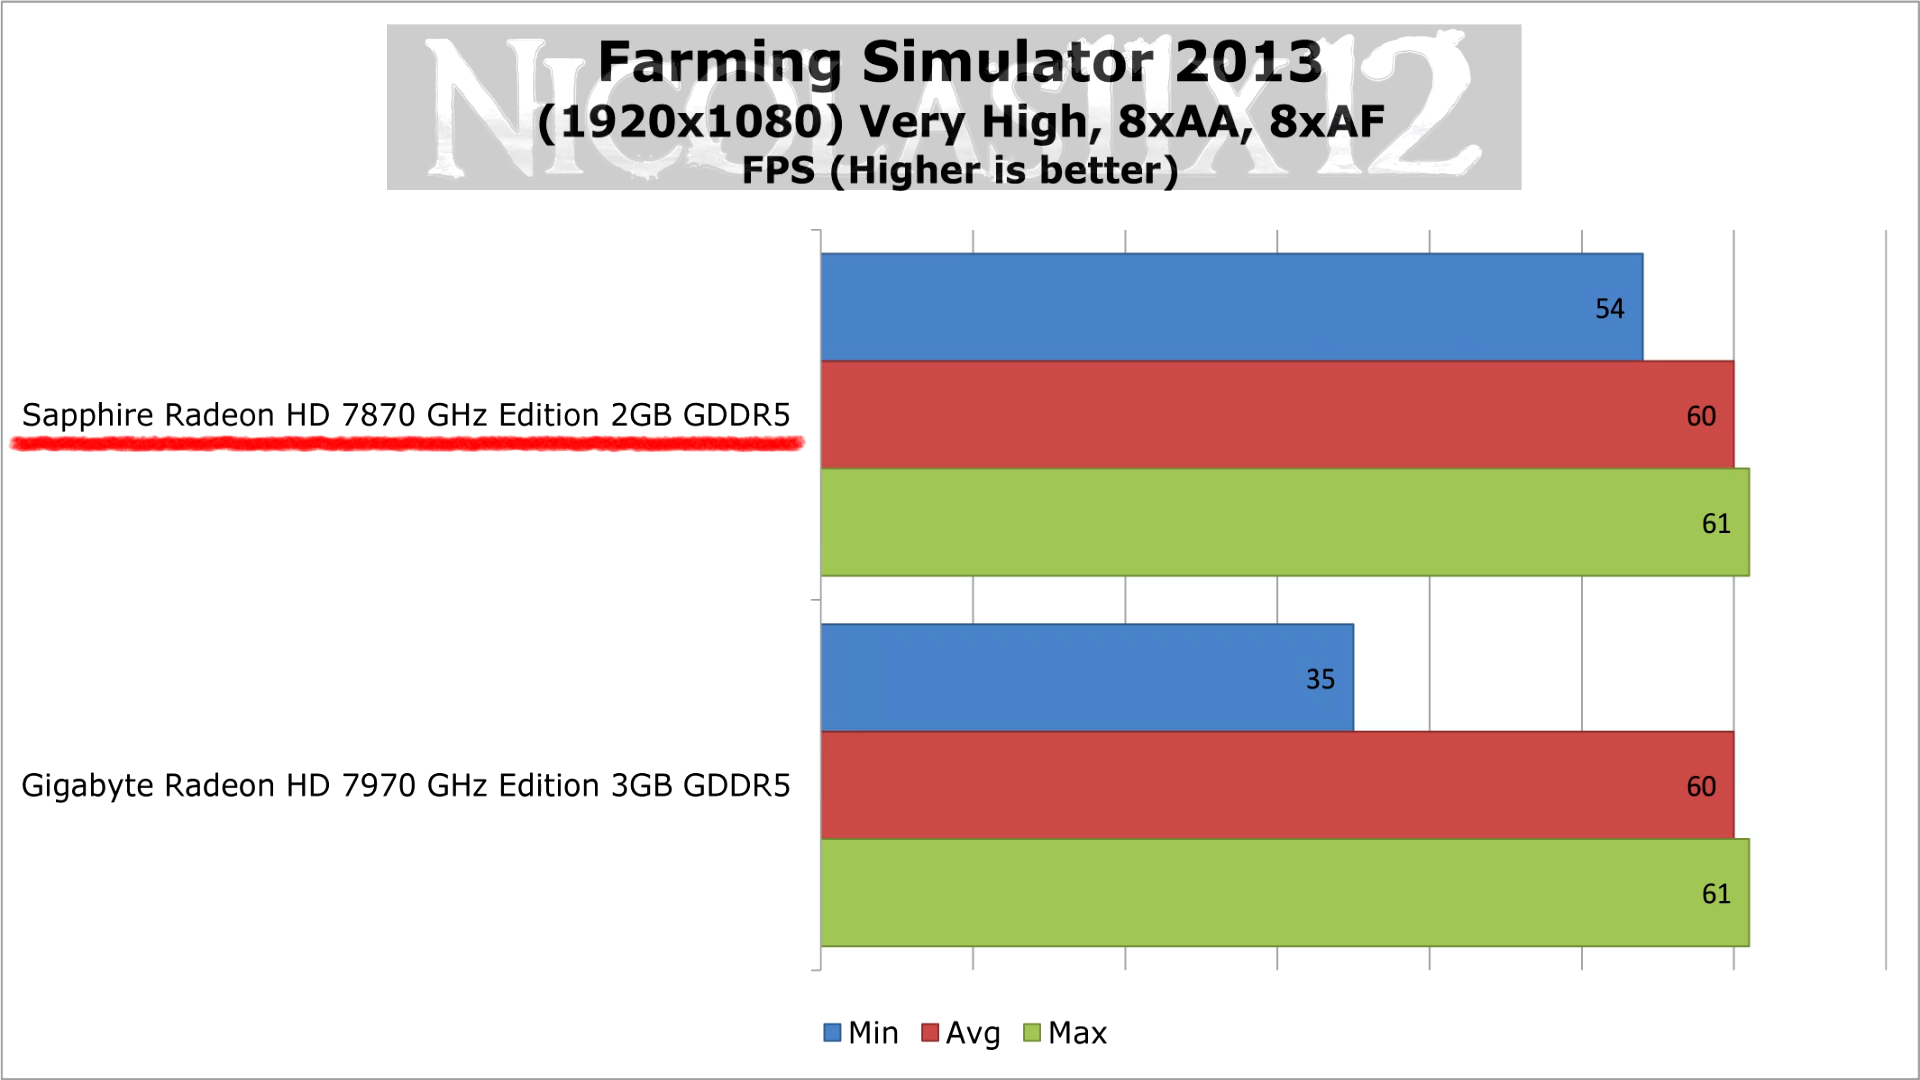 Nicolas11x12
Farming Simulator 2013
(1920x1080) Very High, 8xAA, 8xAF
FPS (Higher is better)
54
Sapphire Radeon HD 7870 GHz Edition 2GB GDDR5
60
61
35
Gigabyte Radeon HD 7970 GHz Edition 3GB GDDR5
60
61
Min Avg Max